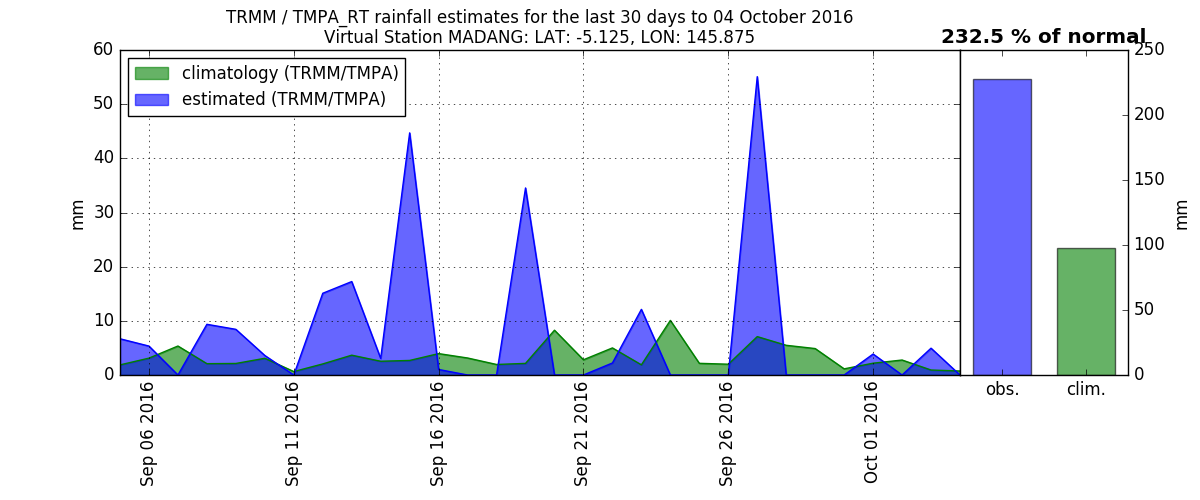 TRMM / TMPA_RT rainfall estimates for the last 30 days to 04 October 2016
Virtual Station MADANG: LAT: -5.125, LON: 145.875
232.5 % of normal
climatology (TRMM/TMPA)
estimated (TRMM/TMPA)
mm
60
50
40
30
20
10
0
Sep 06 2016
Sep 11 2016
Sep 16 2016
Sep 21 2016
Sep 26 2016
Oct 01 2016
250
200
150
100
50
0
mm
obs.
clim.